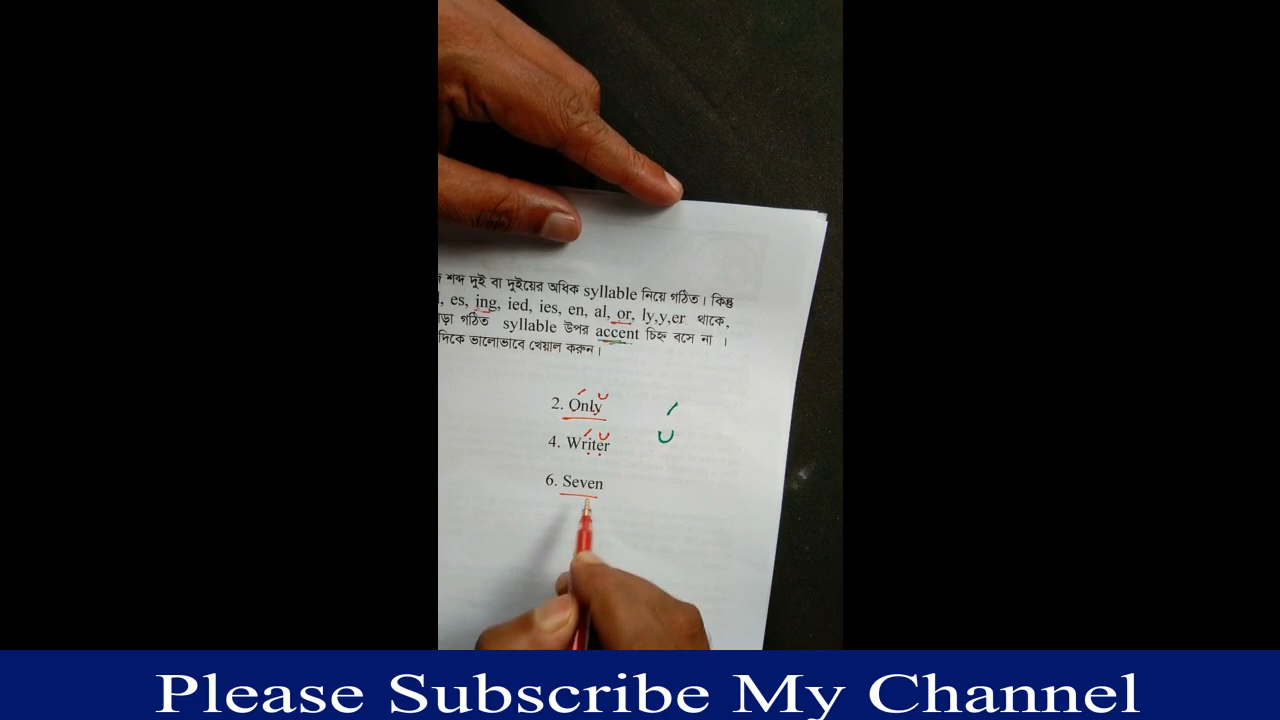 শব্দ দুই বা দুইয়ের অধিক syllable নিয়ে গঠিত। কিন্তু
es, ing, ied, ies, en, al, or, ly,y,er থাকে,
গঠিত syllable উপর accent চিহ্ন বসে না ।
দিকে ভালোভাবে খেয়াল করুন।
2. Only
4. Writer
6. Seven
Please Subscribe My Channel